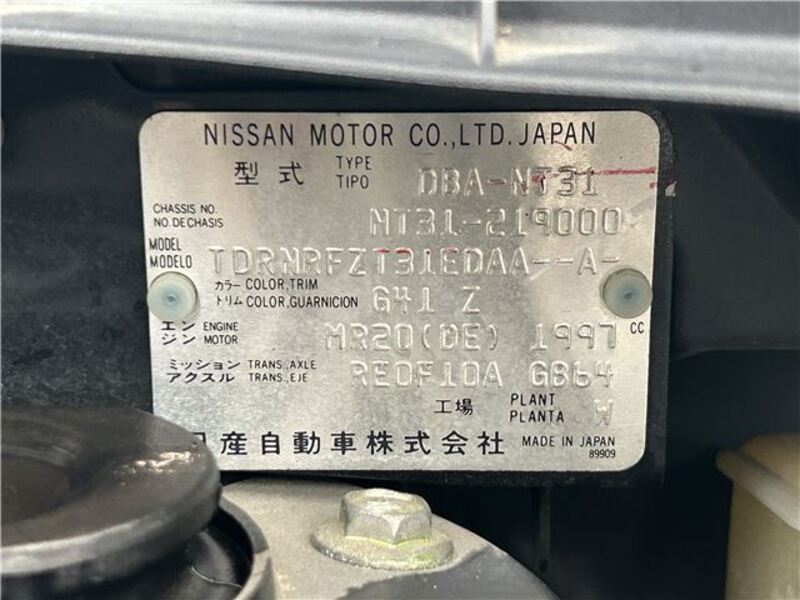 NISSAN MOTOR CO.,LTD. JAPAN
型式 TYPE TIPO DBA-NT31
CHASSIS NO. NO. DE CHASIS NT31-219000
MODEL MODELO TDRNRFZT31EDAA--A-
カラー COLOR, TRIM トリム COLOR, GUARNICION G41 Z
エンジン ENGINE MOTOR MR20(DE) 1997 CC
ミッション TRANS., AXLE アクスル TRANS., EJE RE0F10A GB64
工場 PLANT PLANTA W
日産自動車株式会社 MADE IN JAPAN
89909